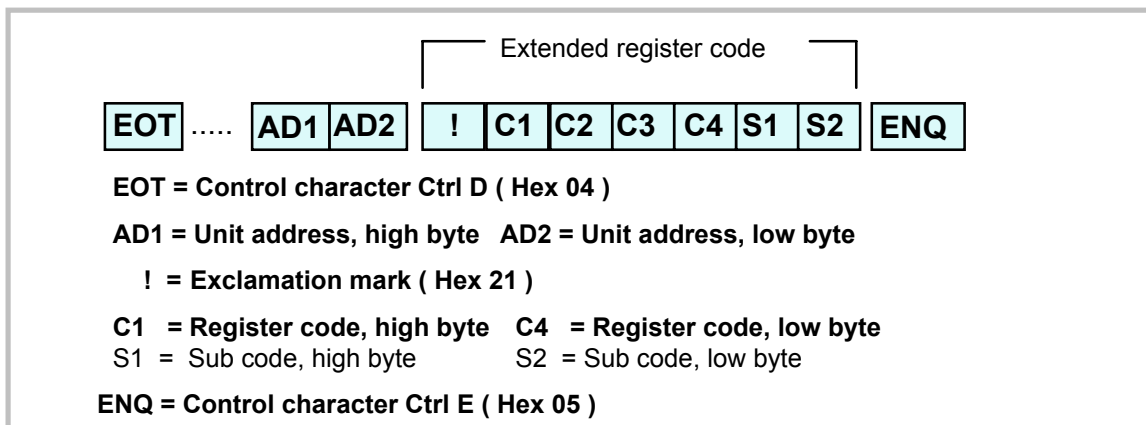 Extended register code
EOT ..... AD1 AD2 ! C1 C2 C3 C4 S1 S2 ENQ
EOT = Control character Ctrl D ( Hex 04 )
AD1 = Unit address, high byte AD2 = Unit address, low byte
! = Exclamation mark ( Hex 21 )
C1 = Register code, high byte C4 = Register code, low byte
S1 = Sub code, high byte S2 = Sub code, low byte
ENQ = Control character Ctrl E ( Hex 05 )